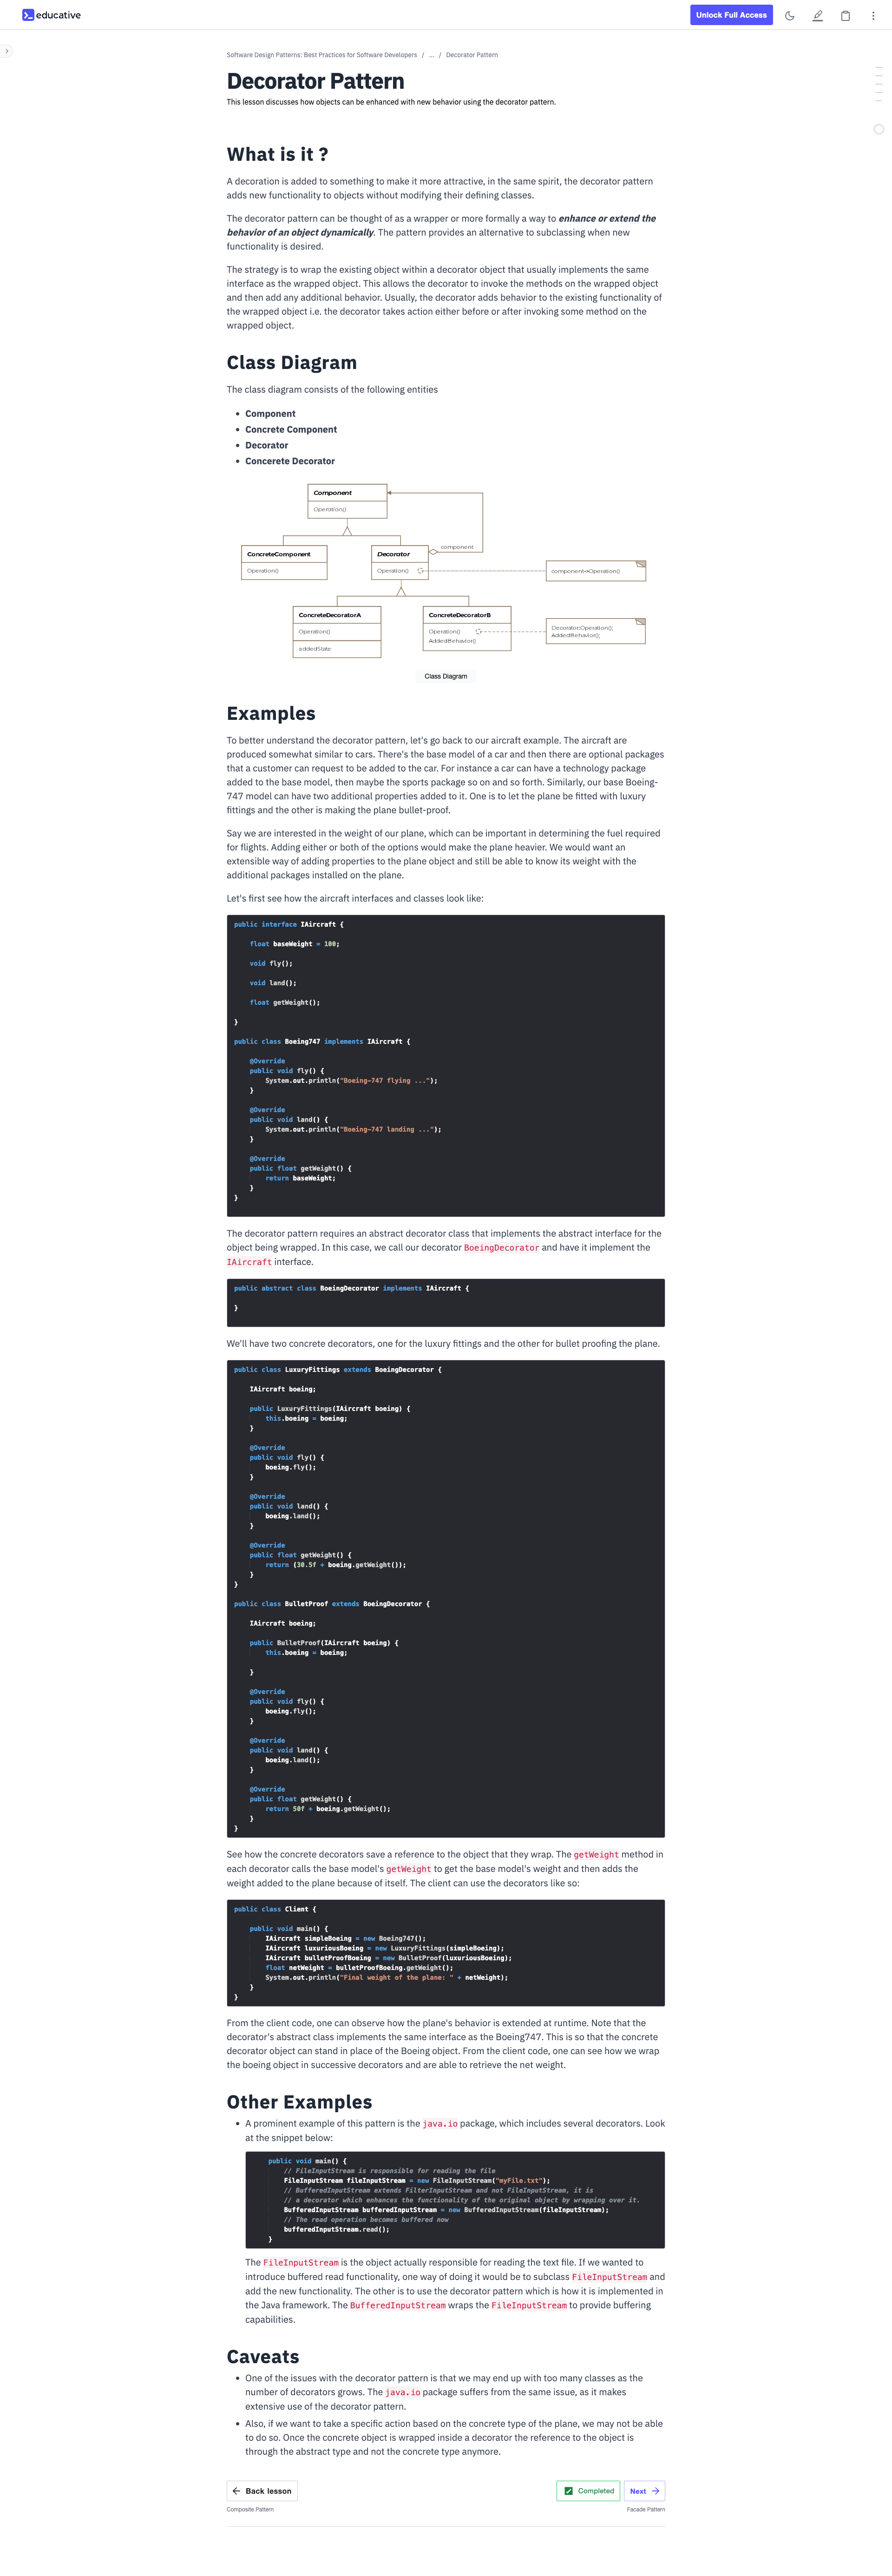 educative
Unlock Full Access
Software Design Patterns: Best Practices for Software Developers / ... / Decorator Pattern
Decorator Pattern
This lesson discusses how objects can be enhanced with new behavior using the decorator pattern.
What is it ?
A decoration is added to something to make it more attractive, in the same spirit, the decorator pattern
adds new functionality to objects without modifying their defining classes.
The decorator pattern can be thought of as a wrapper or more formally a way to enhance or extend the
behavior of an object dynamically. The pattern provides an alternative to subclassing when new
functionality is desired.
The strategy is to wrap the existing object within a decorator object that usually implements the same
interface as the wrapped object. This allows the decorator to invoke the methods on the wrapped object
and then add any additional behavior. Usually, the decorator adds behavior to the existing functionality of
the wrapped object i.e. the decorator takes action either before or after invoking some method on the
wrapped object.
Class Diagram
The class diagram consists of the following entities
• Component
• Concrete Component
• Decorator
• Concerete Decorator
Component
Operation()
component
ConcreteComponent
Operation()
Decorator
Operation()
component→Operation()
ConcreteDecoratorA
Operation()
addedState
ConcreteDecoratorB
Operation()
AddedBehavior()
Decorator:Operation();
AddedBehavior();
Class Diagram
Examples
To better understand the decorator pattern, let's go back to our aircraft example. The aircraft are
produced somewhat similar to cars. There's the base model of a car and then there are optional packages
that a customer can request to be added to the car. For instance a car can have a technology package
added to the base model, then maybe the sports package so on and so forth. Similarly, our base Boeing-
747 model can have two additional properties added to it. One is to let the plane be fitted with luxury
fittings and the other is making the plane bullet-proof.
Say we are interested in the weight of our plane, which can be important in determining the fuel required
for flights. Adding either or both of the options would make the plane heavier. We would want an
extensible way of adding properties to the plane object and still be able to know its weight with the
additional packages installed on the plane.
Let's first see how the aircraft interfaces and classes look like:
public interface IAircraft {
float baseWeight = 100;
void fly();
void land();
float getWeight();
}
public class Boeing747 implements IAircraft {
@Override
public void fly() {
System.out.println("Boeing-747 flying ...");
}
@Override
public void land() {
System.out.println("Boeing-747 landing ...");
}
@Override
public float getWeight() {
return baseWeight;
}
}
The decorator pattern requires an abstract decorator class that implements the abstract interface for the
object being wrapped. In this case, we call our decorator BoeingDecorator and have it implement the
IAircraft interface.
public abstract class BoeingDecorator implements IAircraft {
}
We'll have two concrete decorators, one for the luxury fittings and the other for bullet proofing the plane.
public class LuxuryFittings extends BoeingDecorator {
IAircraft boeing;
public LuxuryFittings(IAircraft boeing) {
this.boeing = boeing;
}
@Override
public void fly() {
boeing.fly();
}
@Override
public void land() {
boeing.land();
}
@Override
public float getWeight() {
return (30.5f + boeing.getWeight());
}
}
public class BulletProof extends BoeingDecorator {
IAircraft boeing;
public BulletProof(IAircraft boeing) {
this.boeing = boeing;
}
@Override
public void fly() {
boeing.fly();
}
@Override
public void land() {
boeing.land();
}
@Override
public float getWeight() {
return 50f + boeing.getWeight();
}
}
See how the concrete decorators save a reference to the object that they wrap. The getWeight method in
each decorator calls the base model's getWeight to get the base model's weight and then adds the
weight added to the plane because of itself. The client can use the decorators like so:
public class Client {
public void main() {
IAircraft simpleBoeing = new Boeing747();
IAircraft luxuriousBoeing = new LuxuryFittings(simpleBoeing);
IAircraft bulletProofBoeing = new BulletProof(luxuriousBoeing);
float netWeight = bulletProofBoeing.getWeight();
System.out.println("Final weight of the plane: " + netWeight);
}
}
From the client code, one can observe how the plane's behavior is extended at runtime. Note that the
decorator's abstract class implements the same interface as the Boeing747. This is so that the concrete
decorator object can stand in place of the Boeing object. From the client code, one can see how we wrap
the boeing object in successive decorators and are able to retrieve the net weight.
Other Examples
• A prominent example of this pattern is the java.io package, which includes several decorators. Look
at the snippet below:
public void main() {
// FileInputStream is responsible for reading the file
FileInputStream fileInputStream = new FileInputStream("myFile.txt");
// BufferedInputStream extends FilterInputStream and not FileInputStream, it is
// a decorator which enhances the functionality of the original object by wrapping over it.
BufferedInputStream bufferedInputStream = new BufferedInputStream(fileInputStream);
// The read operation becomes buffered now
bufferedInputStream.read();
}
The FileInputStream is the object actually responsible for reading the text file. If we wanted to
introduce buffered read functionality, one way of doing it would be to subclass FileInputStream and
add the new functionality. The other is to use the decorator pattern which is how it is implemented in
the Java framework. The BufferedInputStream wraps the FileInputStream to provide buffering
capabilities.
Caveats
• One of the issues with the decorator pattern is that we may end up with too many classes as the
number of decorators grows. The java.io package suffers from the same issue, as it makes
extensive use of the decorator pattern.
• Also, if we want to take a specific action based on the concrete type of the plane, we may not be able
to do so. Once the concrete object is wrapped inside a decorator the reference to the object is
through the abstract type and not the concrete type anymore.
Back lesson
Completed
Next
Composite Pattern
Facade Pattern